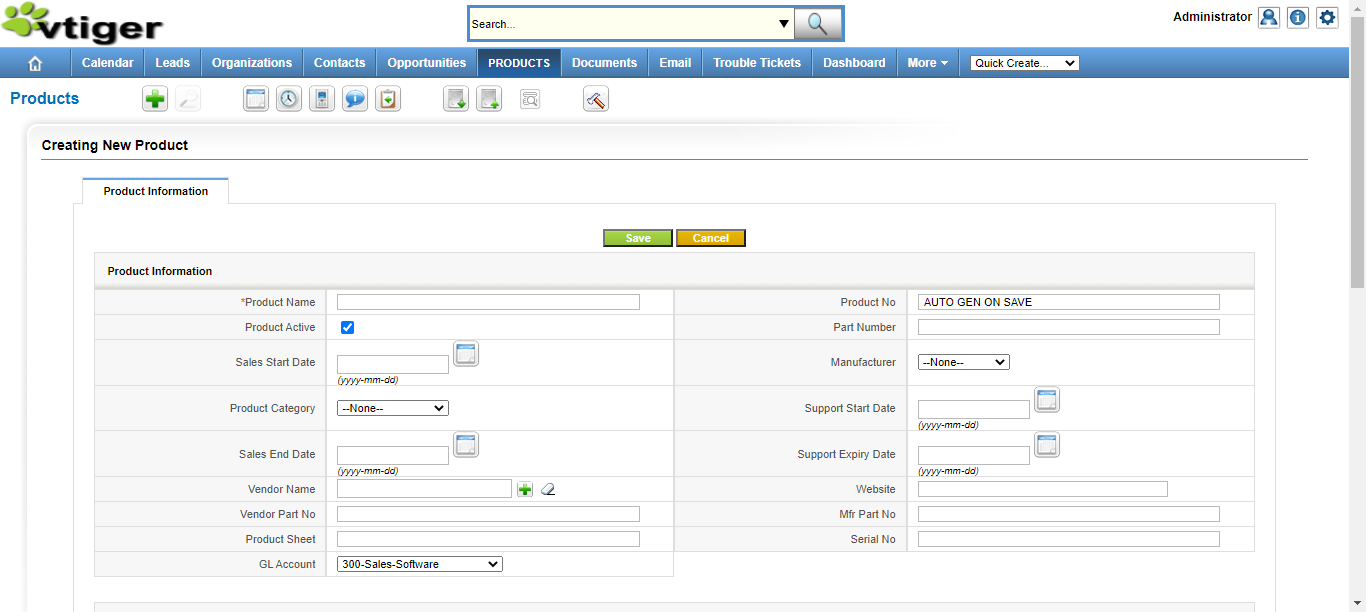 vtiger
Search...
Administrator
Calendar Leads Organizations Contacts Opportunities PRODUCTS Documents Email Trouble Tickets Dashboard More Quick Create...
Products
Creating New Product
Product Information
Save Cancel
Product Information
*Product Name Product No AUTO GEN ON SAVE
Product Active Part Number
Sales Start Date (yyyy-mm-dd) Manufacturer --None--
Product Category --None-- Support Start Date (yyyy-mm-dd)
Sales End Date (yyyy-mm-dd) Support Expiry Date (yyyy-mm-dd)
Vendor Name Website
Vendor Part No Mfr Part No
Product Sheet Serial No
GL Account 300-Sales-Software